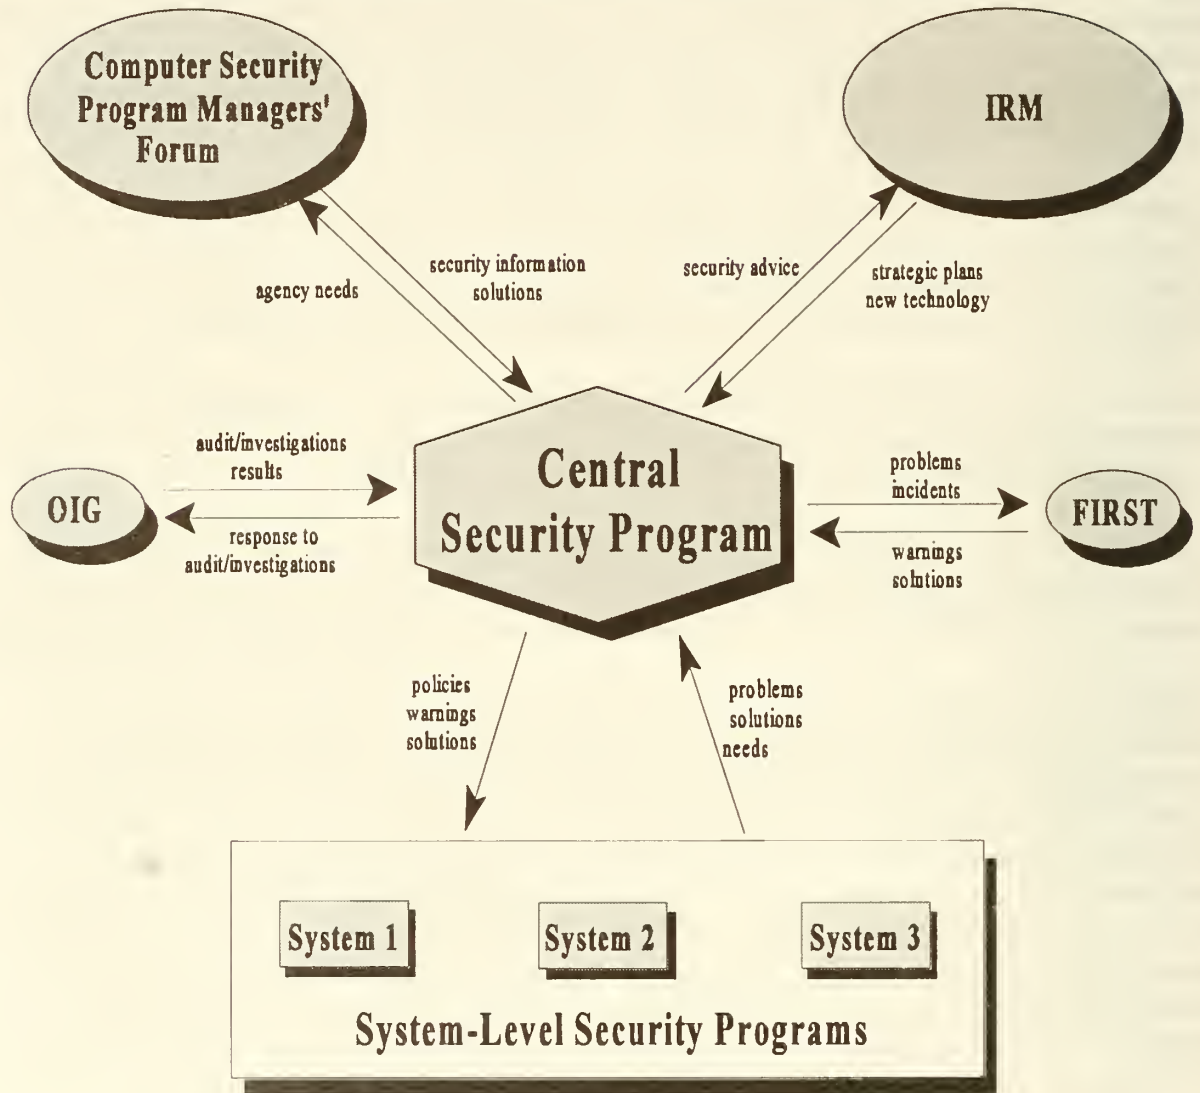 Computer Security
Program Managers'
Forum
IRM
agency needs
security information
solutions
security advice
strategic plans
new technology
audit/investigations
results
OIG
response to
audit/investigations
Central
Security Program
problems
incidents
FIRST
warnings
solutions
policies
warnings
solutions
problems
solutions
needs
System 1
System 2
System 3
System-Level Security Programs